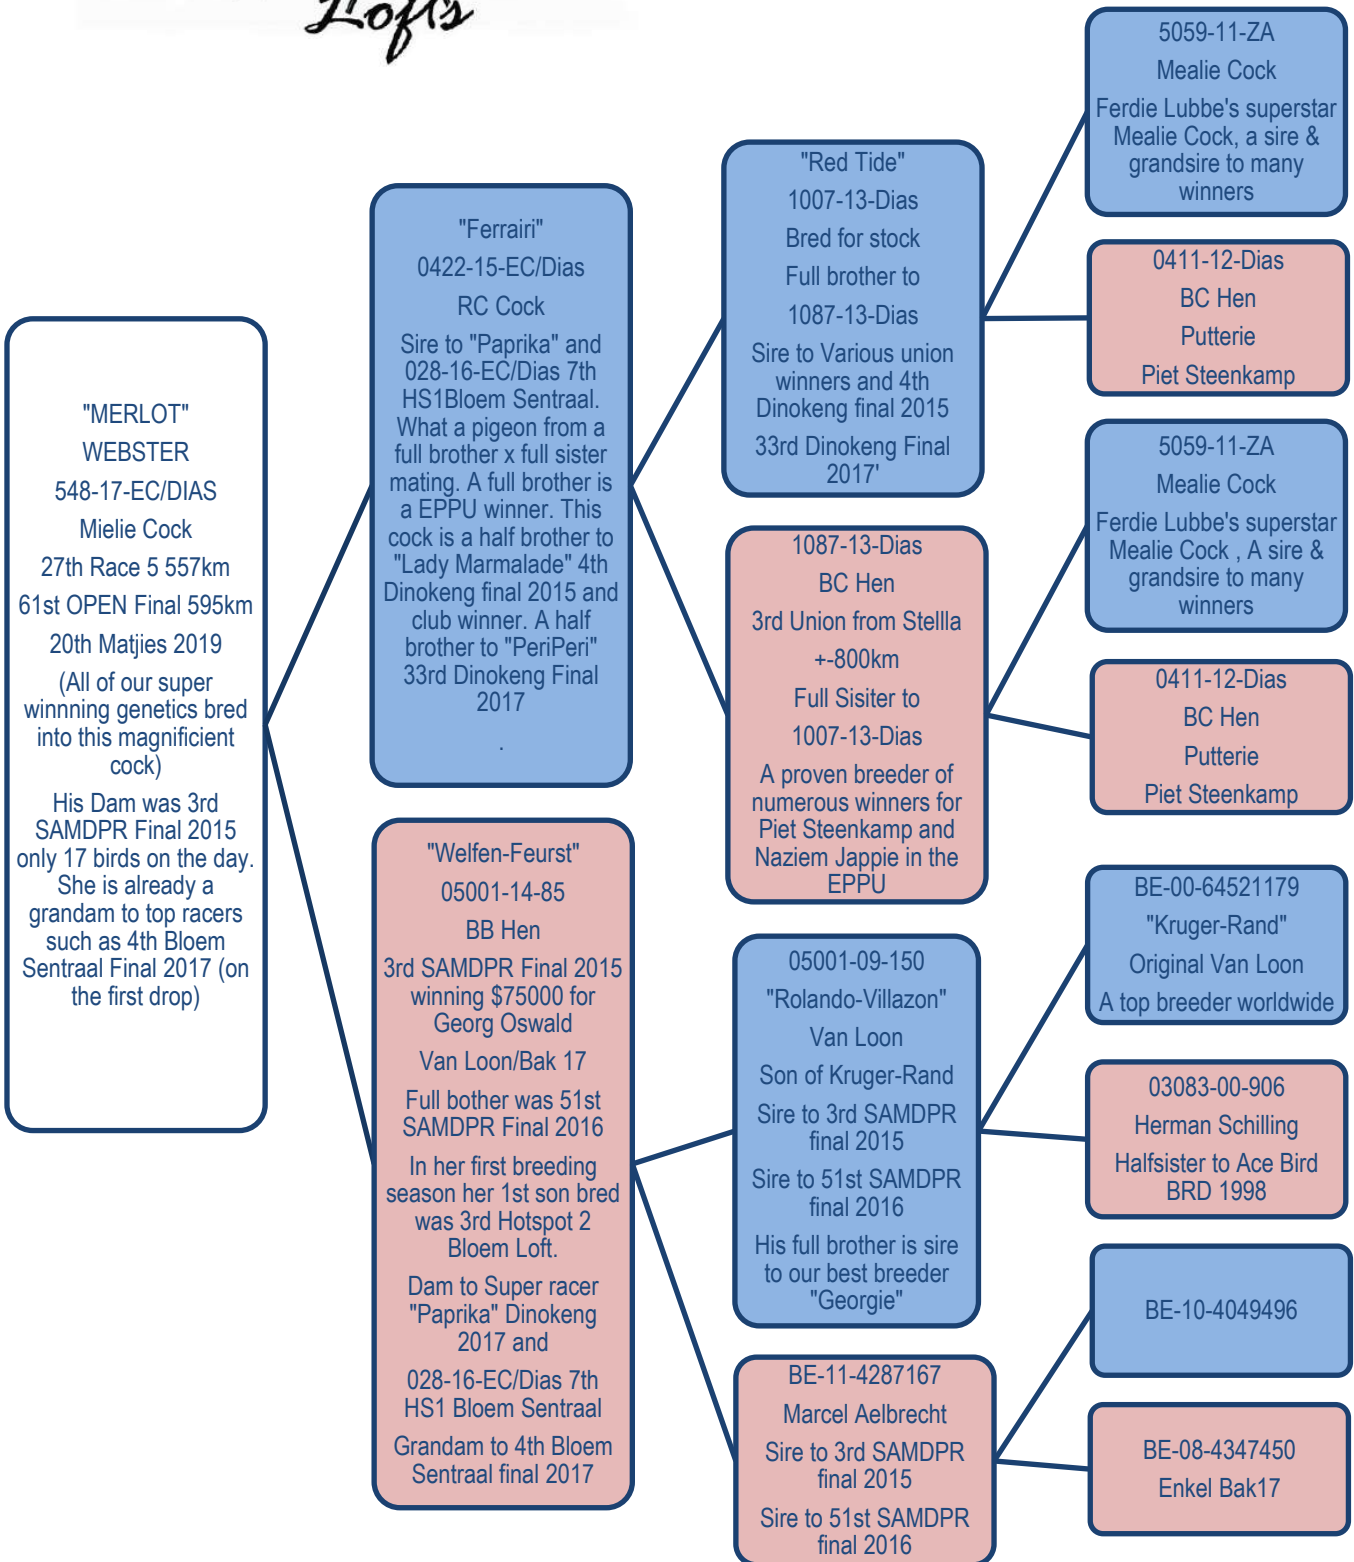 Lofts
"MERLOT"
WEBSTER
548-17-EC/DIAS
Mielie Cock
27th Race 5 557km
61st OPEN Final 595km
20th Matjies 2019
(All of our super
winnning genetics bred
into this magnificient
cock)
His Dam was 3rd
SAMDPR Final 2015
only 17 birds on the day.
She is already a
grandam to top racers
such as 4th Bloem
Sentraal Final 2017 (on
the first drop)
"Ferrairi"
0422-15-EC/Dias
RC Cock
Sire to "Paprika" and
028-16-EC/Dias 7th
HS1Bloem Sentraal.
What a pigeon from a
full brother x full sister
mating. A full brother is
a EPPU winner. This
cock is a half brother to
"Lady Marmalade" 4th
Dinokeng final 2015 and
club winner. A half
brother to "PeriPeri"
33rd Dinokeng Final
2017
.
"Welfen-Feurst"
05001-14-85
BB Hen
3rd SAMDPR Final 2015
winning $75000 for
Georg Oswald
Van Loon/Bak 17
Full bother was 51st
SAMDPR Final 2016
In her first breeding
season her 1st son bred
was 3rd Hotspot 2
Bloem Loft.
Dam to Super racer
"Paprika" Dinokeng
2017 and
028-16-EC/Dias 7th
HS1 Bloem Sentraal
Grandam to 4th Bloem
Sentraal final 2017
"Red Tide"
1007-13-Dias
Bred for stock
Full brother to
1087-13-Dias
Sire to Various union
winners and 4th
Dinokeng final 2015
33rd Dinokeng Final
2017'
1087-13-Dias
BC Hen
3rd Union from Stellla
+-800km
Full Sisiter to
1007-13-Dias
A proven breeder of
numerous winners for
Piet Steenkamp and
Naziem Jappie in the
EPPU
05001-09-150
"Rolando-Villazon"
Van Loon
Son of Kruger-Rand
Sire to 3rd SAMDPR
final 2015
Sire to 51st SAMDPR
final 2016
His full brother is sire
to our best breeder
"Georgie"
BE-11-4287167
Marcel Aelbrecht
Sire to 3rd SAMDPR
final 2015
Sire to 51st SAMDPR
final 2016
5059-11-ZA
Mealie Cock
Ferdie Lubbe's superstar
Mealie Cock, a sire &
grandsire to many
winners
0411-12-Dias
BC Hen
Putterie
Piet Steenkamp
5059-11-ZA
Mealie Cock
Ferdie Lubbe's superstar
Mealie Cock , A sire &
grandsire to many
winners
0411-12-Dias
BC Hen
Putterie
Piet Steenkamp
BE-00-64521179
"Kruger-Rand"
Original Van Loon
A top breeder worldwide
03083-00-906
Herman Schilling
Halfsister to Ace Bird
BRD 1998
BE-10-4049496
BE-08-4347450
Enkel Bak17